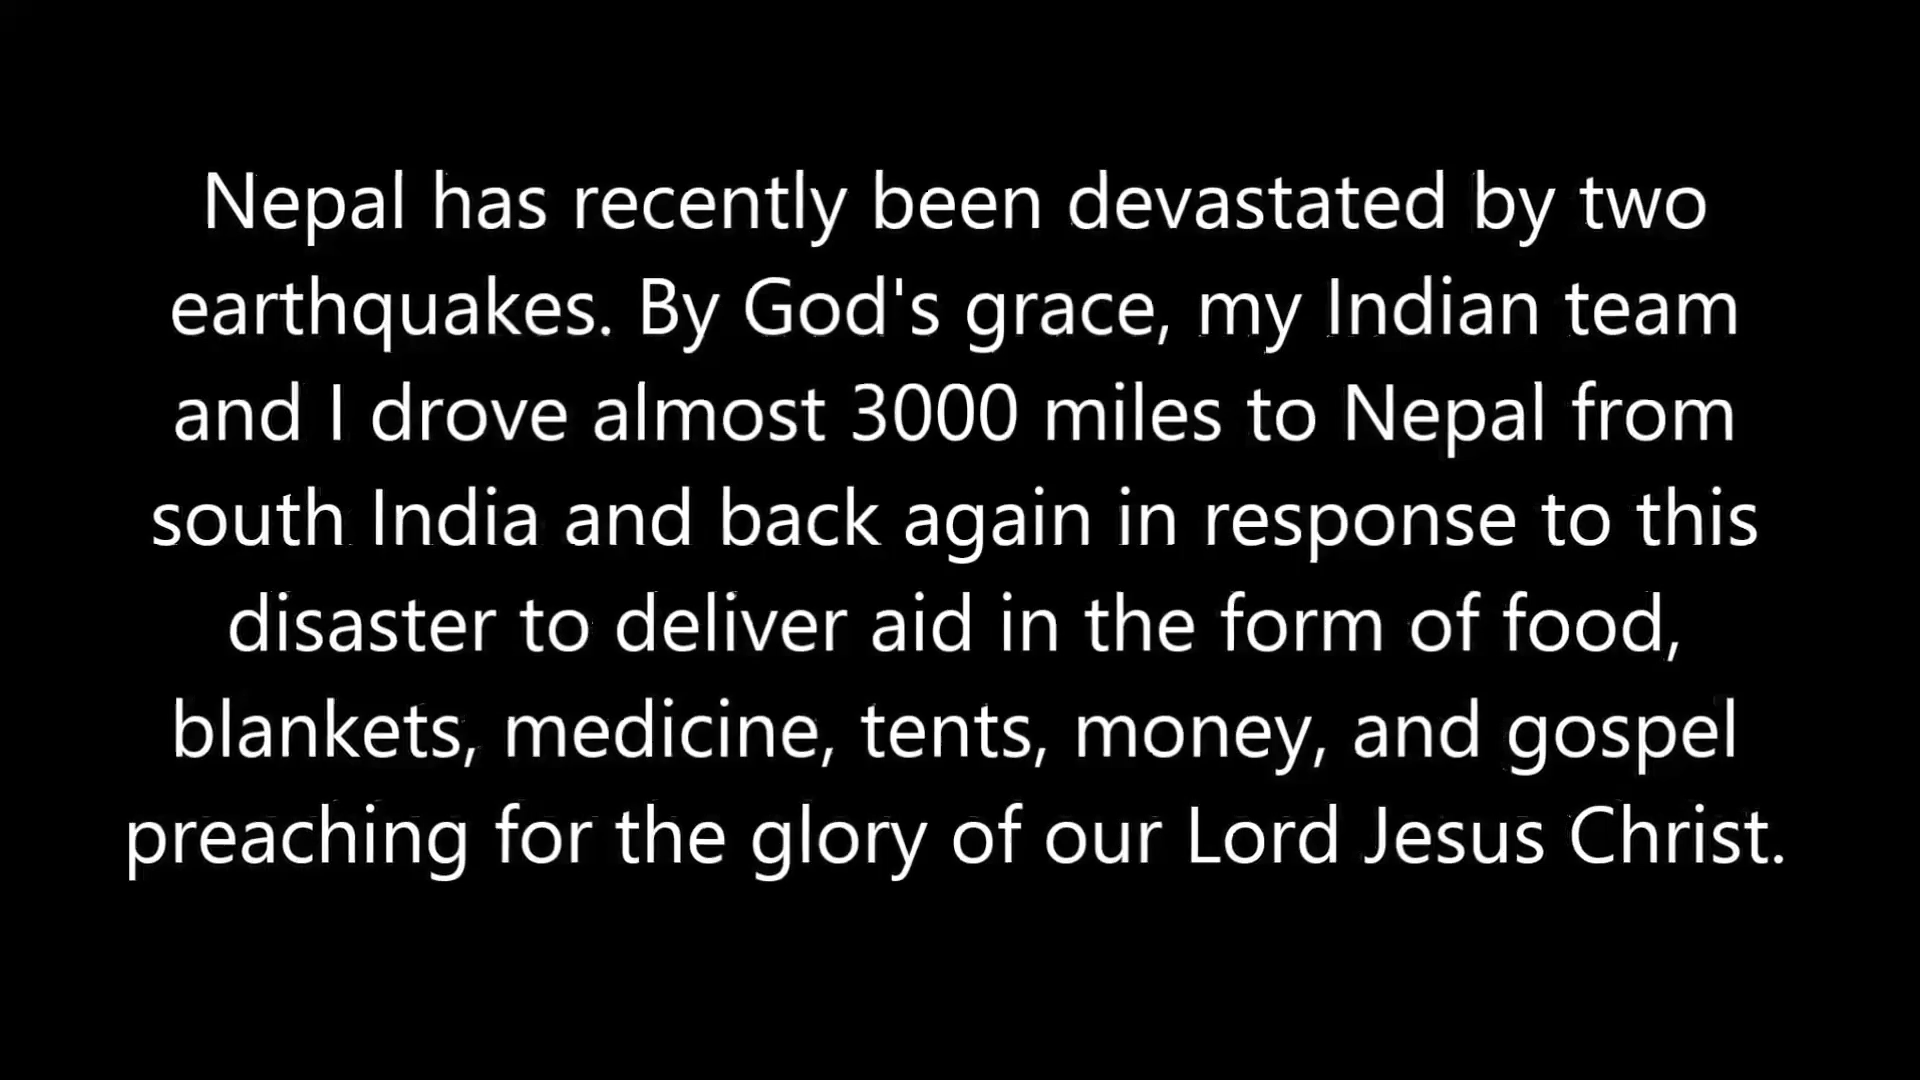 Nepal has recently been devastated by two
earthquakes. By God's grace, my Indian team
and I drove almost 3000 miles to Nepal from
south India and back again in response to this
disaster to deliver aid in the form of food,
blankets, medicine, tents, money, and gospel
preaching for the glory of our Lord Jesus Christ.